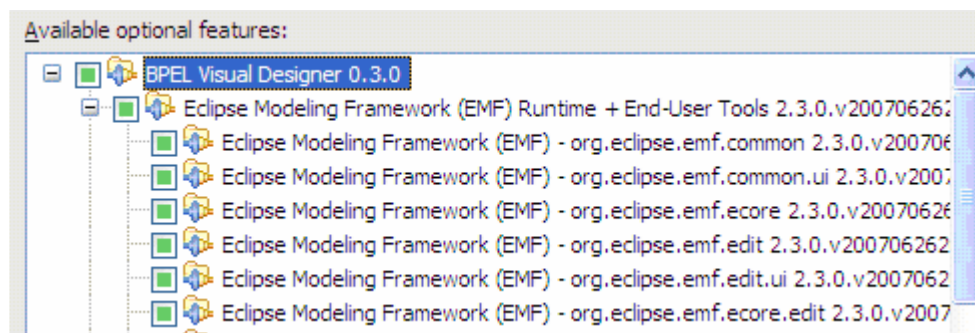 Available optional features:
BPEL Visual Designer 0.3.0
Eclipse Modeling Framework (EMF) Runtime + End-User Tools 2.3.0.v200706262
Eclipse Modeling Framework (EMF) - org.eclipse.emf.common 2.3.0.v200706
Eclipse Modeling Framework (EMF) - org.eclipse.emf.common.ui 2.3.0.v2007
Eclipse Modeling Framework (EMF) - org.eclipse.emf.ecore 2.3.0.v20070626
Eclipse Modeling Framework (EMF) - org.eclipse.emf.edit 2.3.0.v200706262
Eclipse Modeling Framework (EMF) - org.eclipse.emf.edit.ui 2.3.0.v2007062
Eclipse Modeling Framework (EMF) - org.eclipse.emf.ecore.edit 2.3.0.v2007